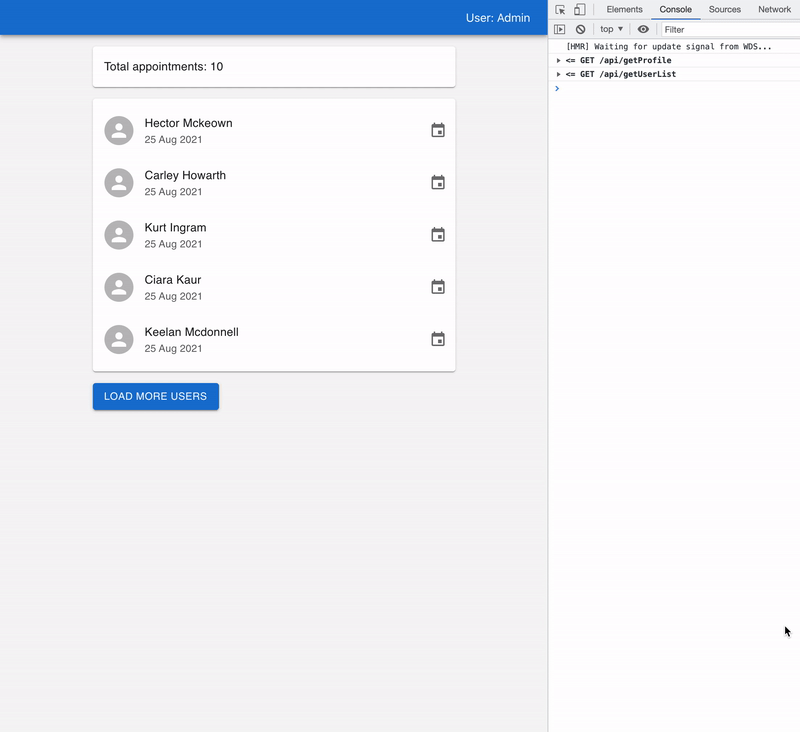 User: Admin
Total appointments: 10
Hector Mckeown
25 Aug 2021
Carley Howarth
25 Aug 2021
Kurt Ingram
25 Aug 2021
Ciara Kaur
25 Aug 2021
Keelan Mcdonnell
25 Aug 2021
LOAD MORE USERS
Elements Console Sources Network
top ▼ Filter
[HMR] Waiting for update signal from WDS...
<= GET /api/getProfile
<= GET /api/getUserList